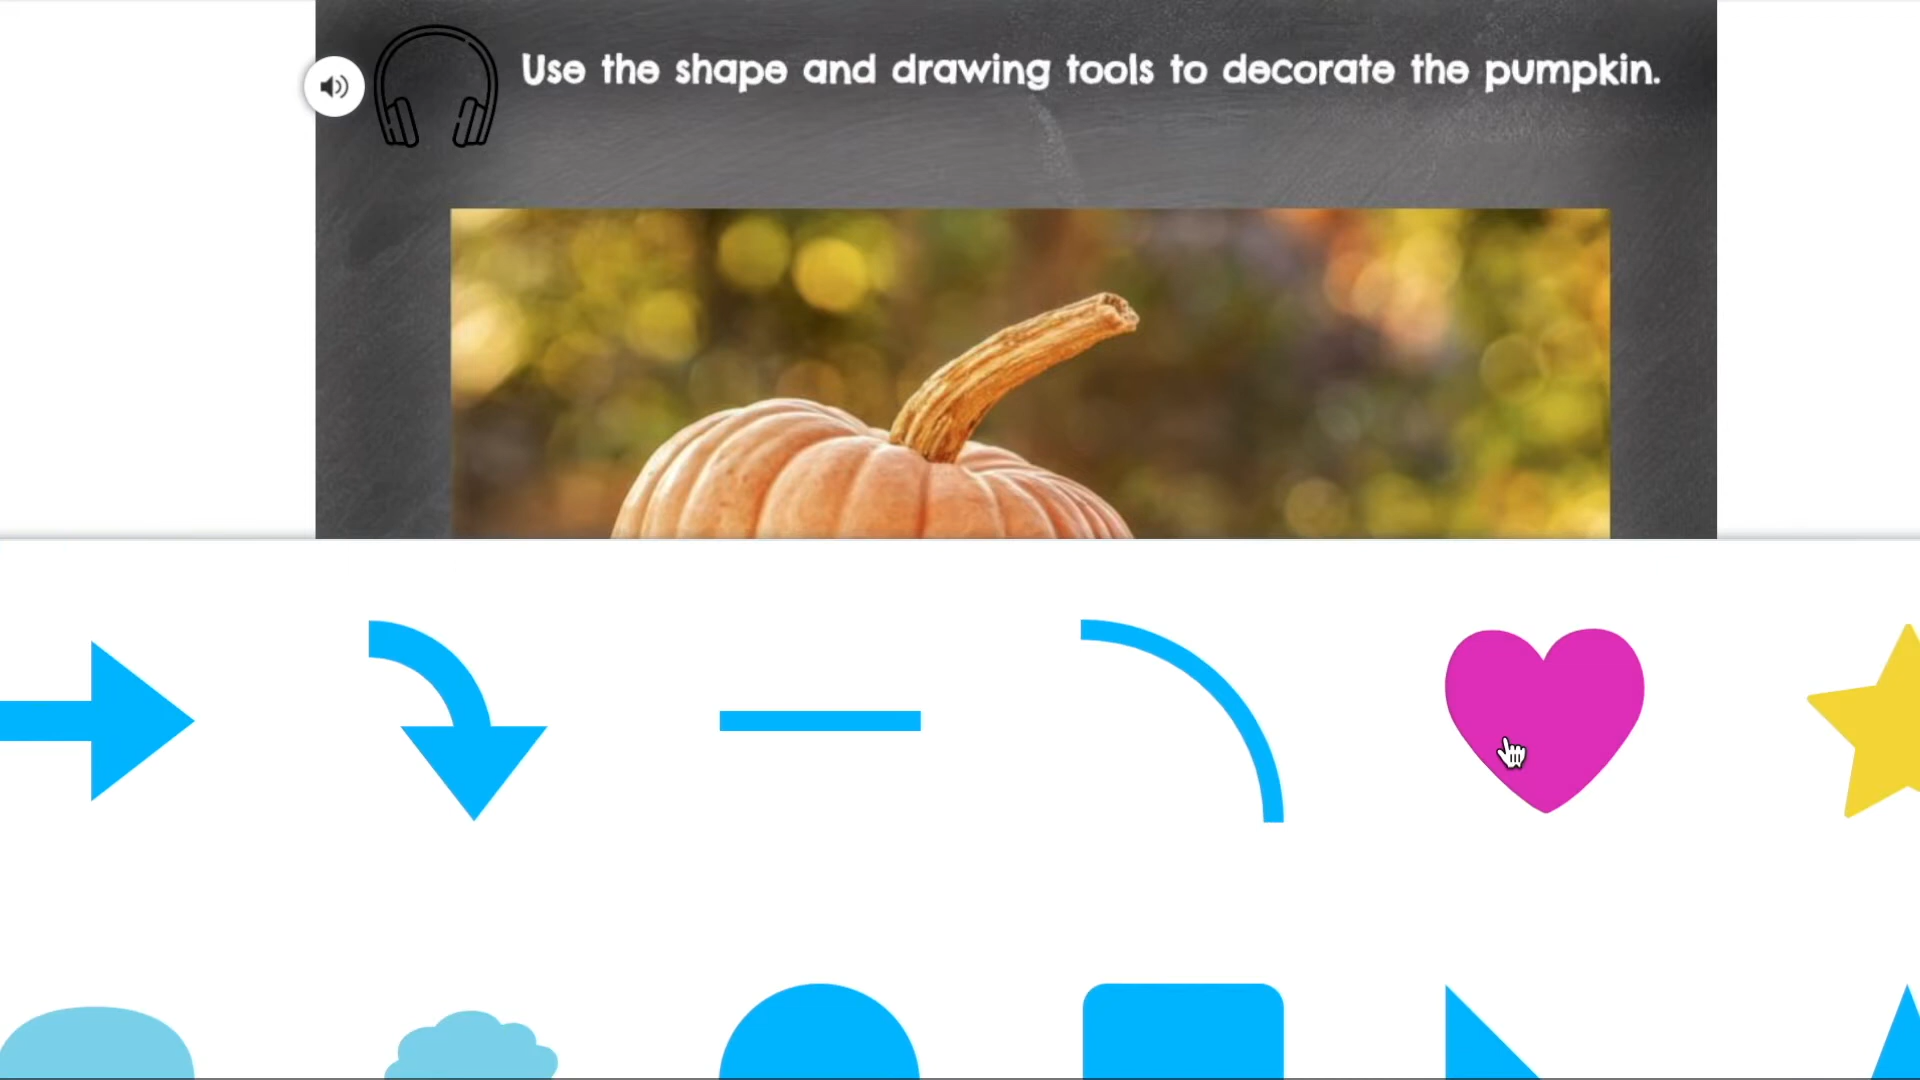 Use the shape and drawing tools to decorate the pumpkin.